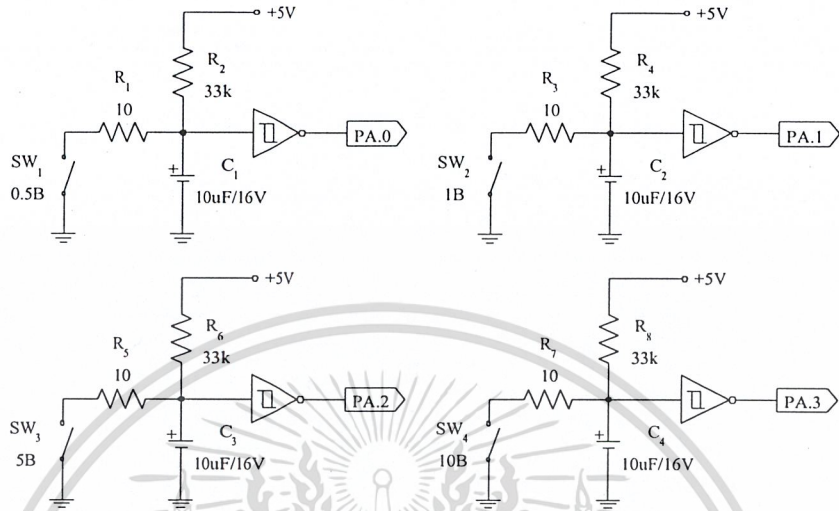 +5V
R1
10
R2
33k
SW1
0.5B
C1
10uF/16V
PA.0
+5V
R3
10
R4
33k
SW2
1B
C2
10uF/16V
PA.1
+5V
R5
10
R6
33k
SW3
5B
C3
10uF/16V
PA.2
+5V
R7
10
R8
33k
SW4
10B
C4
10uF/16V
PA.3